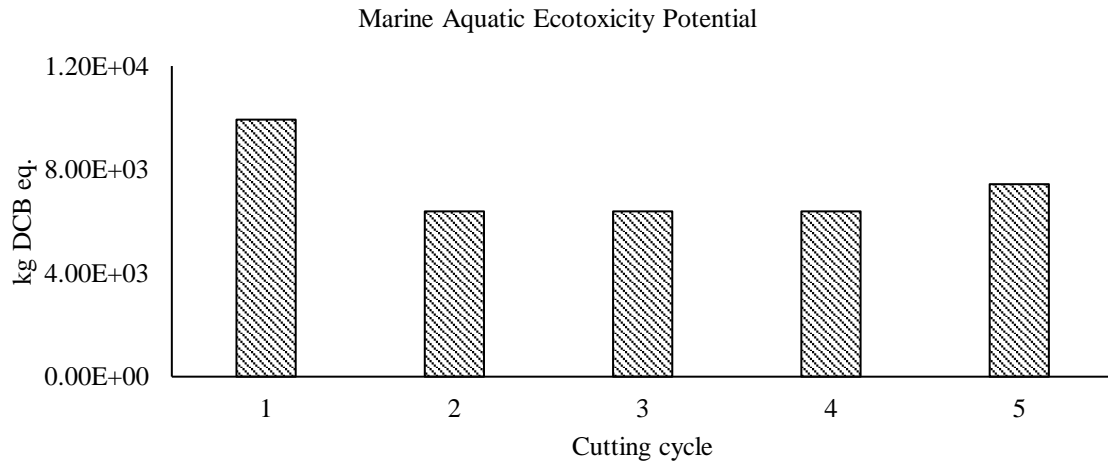 Marine Aquatic Ecotoxicity Potential
1.20E+04
8.00E+03
4.00E+03
0.00E+00
kg DCB eq.
1 2 3 4 5
Cutting cycle